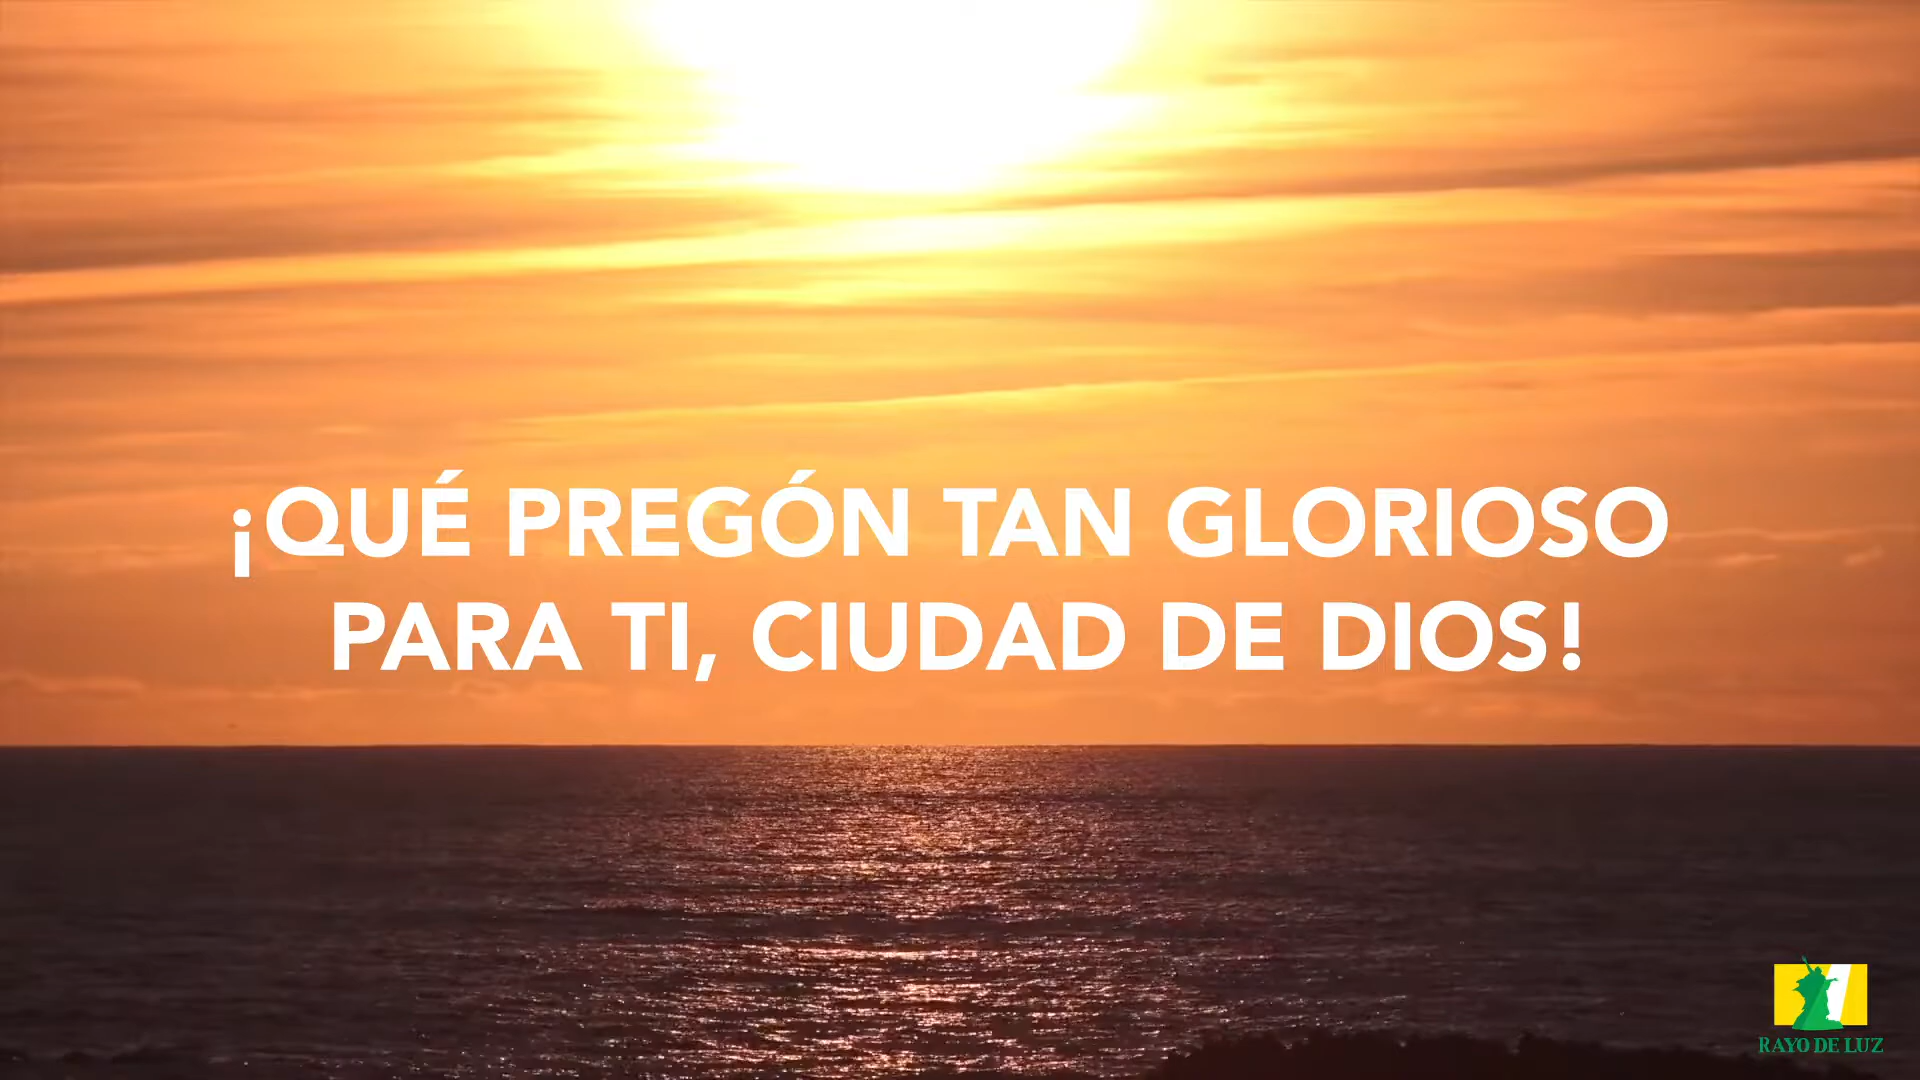 ¡QUÉ PREGÓN TAN GLORIOSO
PARA TI, CIUDAD DE DIOS!
RAYO DE LUZ